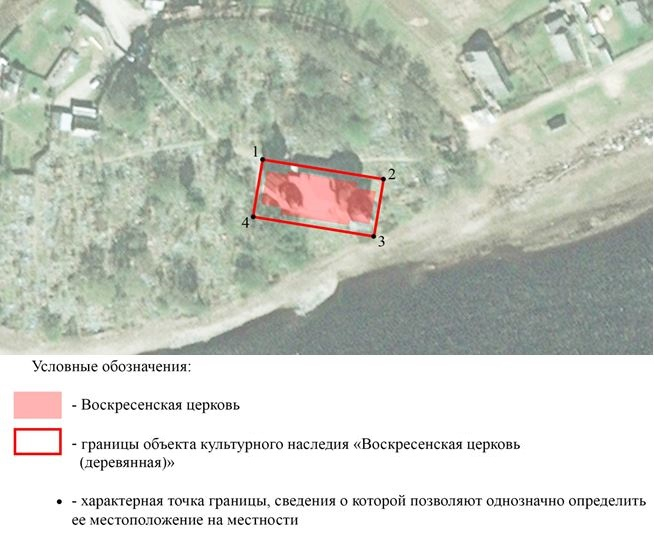 1
2
4
3
Условные обозначения:
- Воскресенская церковь
- границы объекта культурного наследия «Воскресенская церковь
(деревянная)»
- характерная точка границы, сведения о которой позволяют однозначно определить
ее местоположение на местности